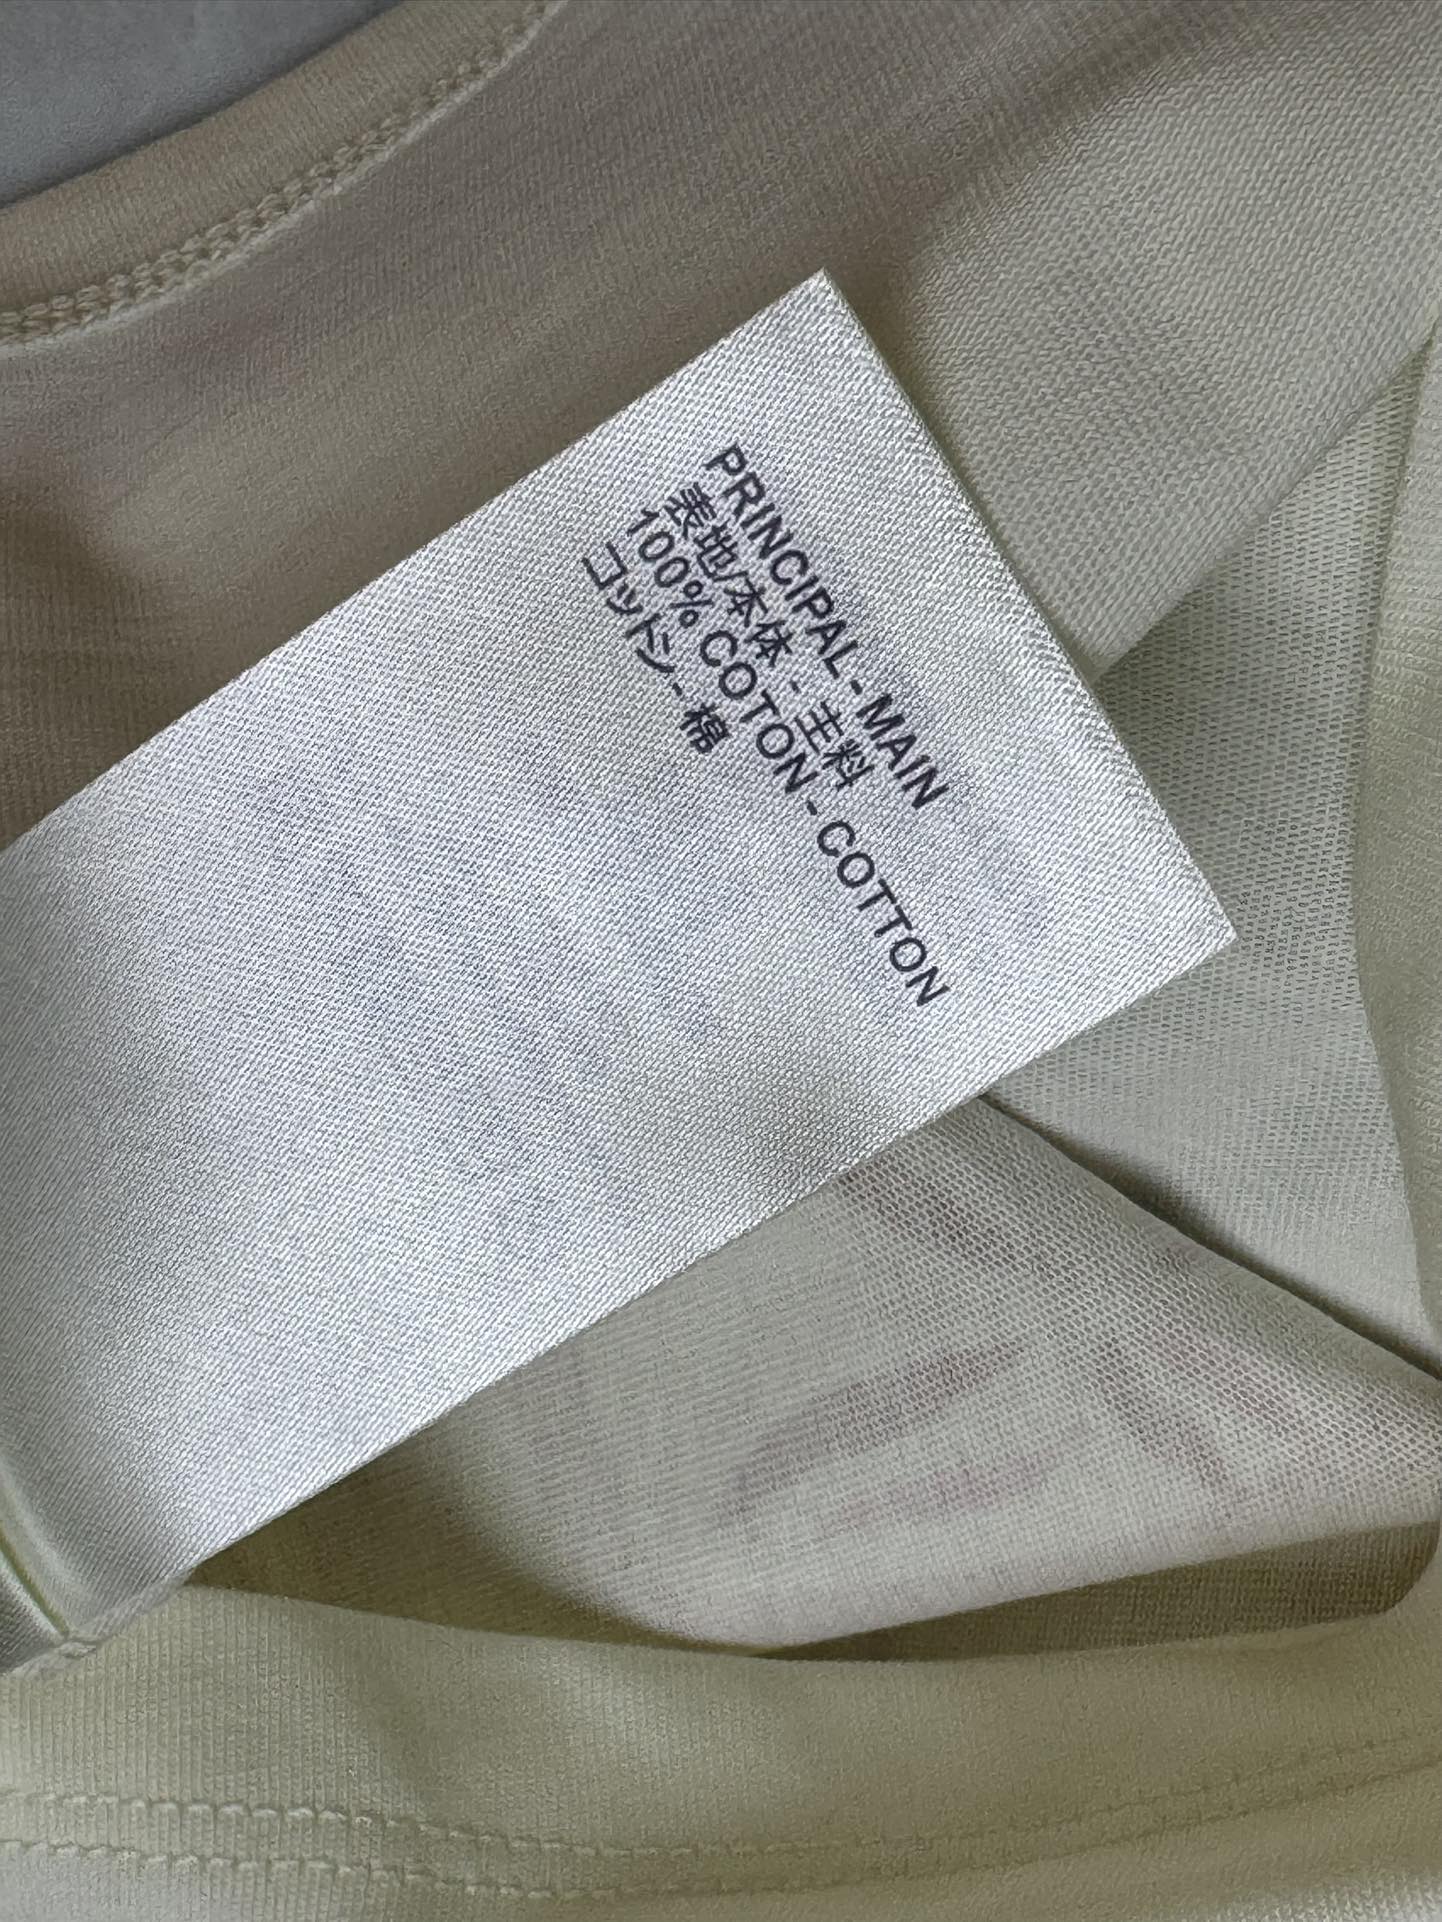 PRINCIPAL - MAIN
表地/本体 - 主料
100% COTON - COTTON
コットン - 棉